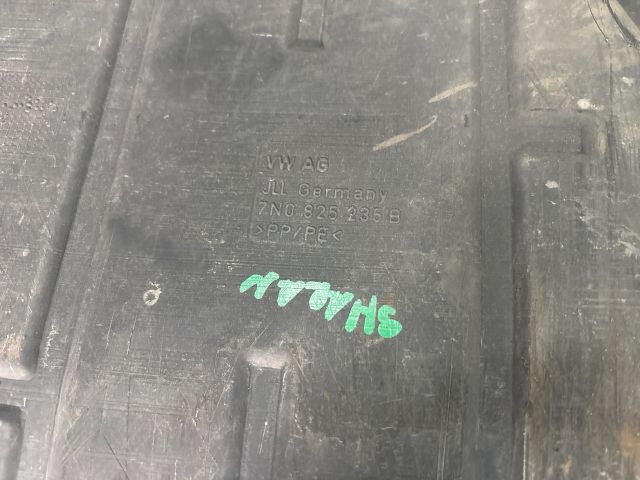 VW AG
JLL Germany
7N0 825 235 B
>PP/PE<
SHARAN